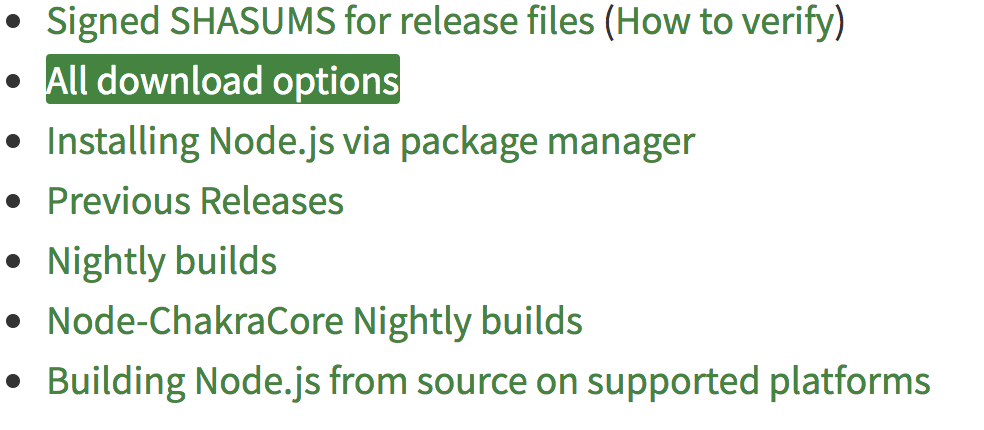 Signed SHASUMS for release files (How to verify)
All download options
Installing Node.js via package manager
Previous Releases
Nightly builds
Node-ChakraCore Nightly builds
Building Node.js from source on supported platforms